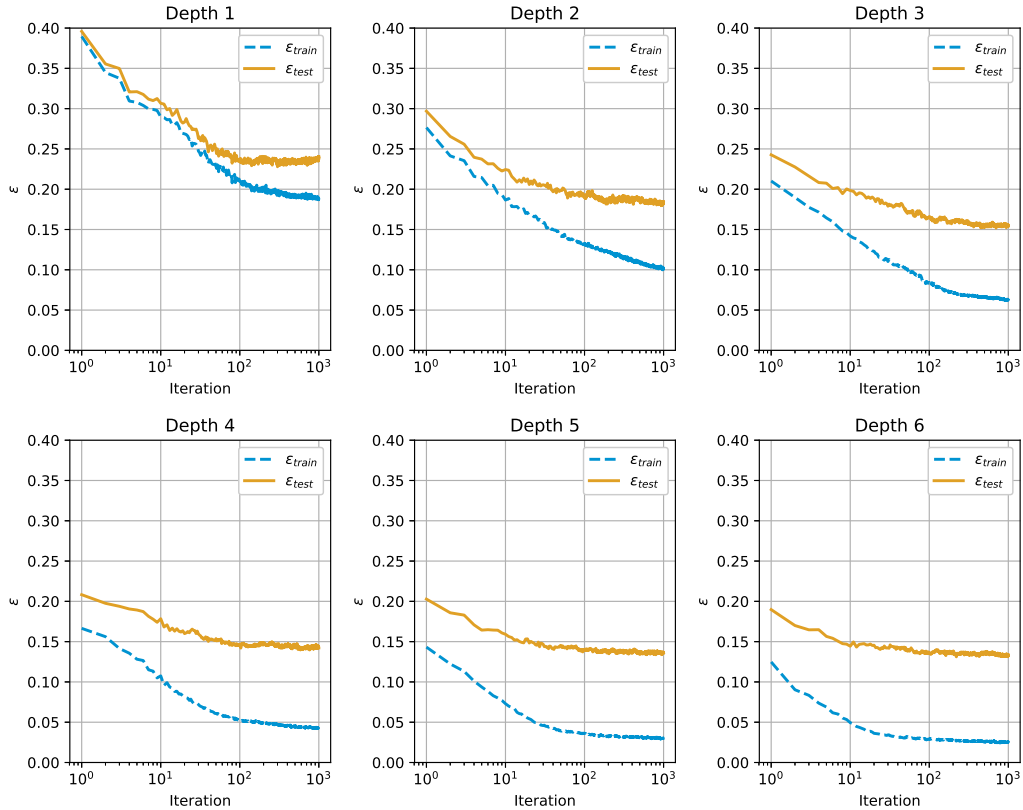 Depth 1
0.40
0.35
0.30
0.25
0.20
0.15
0.10
0.05
0.00
ε
10⁰
10¹
10²
10³
Iteration
ε_train
ε_test
Depth 2
0.40
0.35
0.30
0.25
0.20
0.15
0.10
0.05
0.00
ε
10⁰
10¹
10²
10³
Iteration
ε_train
ε_test
Depth 3
0.40
0.35
0.30
0.25
0.20
0.15
0.10
0.05
0.00
ε
10⁰
10¹
10²
10³
Iteration
ε_train
ε_test
Depth 4
0.40
0.35
0.30
0.25
0.20
0.15
0.10
0.05
0.00
ε
10⁰
10¹
10²
10³
Iteration
ε_train
ε_test
Depth 5
0.40
0.35
0.30
0.25
0.20
0.15
0.10
0.05
0.00
ε
10⁰
10¹
10²
10³
Iteration
ε_train
ε_test
Depth 6
0.40
0.35
0.30
0.25
0.20
0.15
0.10
0.05
0.00
ε
10⁰
10¹
10²
10³
Iteration
ε_train
ε_test